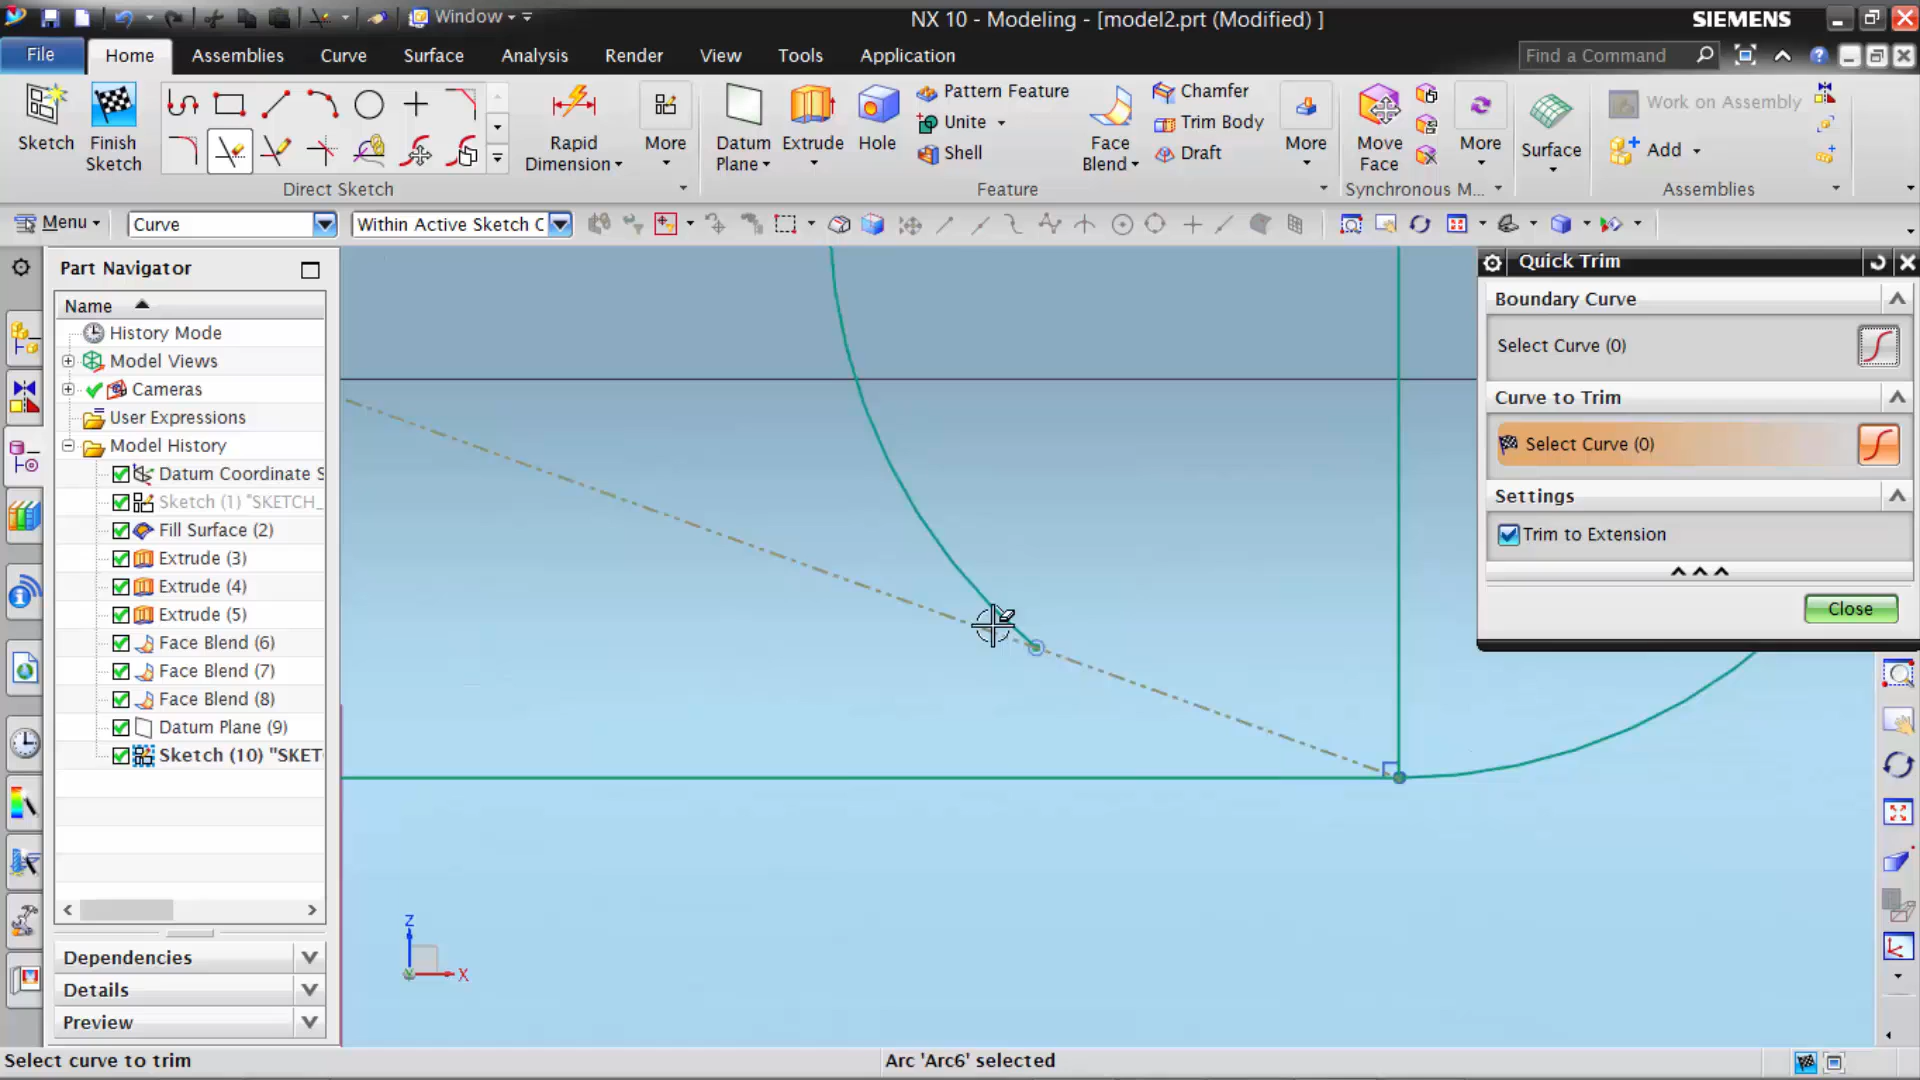 Window
NX 10 - Modeling - [model2.prt (Modified) ]
SIEMENS
File
Home
Assemblies
Curve
Surface
Analysis
Render
View
Tools
Application
Find a Command
Sketch
Finish Sketch
Direct Sketch
Rapid Dimension
More
Datum Plane
Extrude
Hole
Pattern Feature
Unite
Shell
Face Blend
Chamfer
Trim Body
Draft
More
Feature
Move Face
More
Synchronous M...
Surface
Work on Assembly
Add
Assemblies
Menu
Curve
Within Active Sketch C
Part Navigator
Name
History Mode
Model Views
Cameras
User Expressions
Model History
Datum Coordinate S
Sketch (1) "SKETCH_
Fill Surface (2)
Extrude (3)
Extrude (4)
Extrude (5)
Face Blend (6)
Face Blend (7)
Face Blend (8)
Datum Plane (9)
Sketch (10) "SKET
Dependencies
Details
Preview
Z
Y
X
Quick Trim
Boundary Curve
Select Curve (0)
Curve to Trim
Select Curve (0)
Settings
Trim to Extension
Close
Select curve to trim
Arc 'Arc6' selected